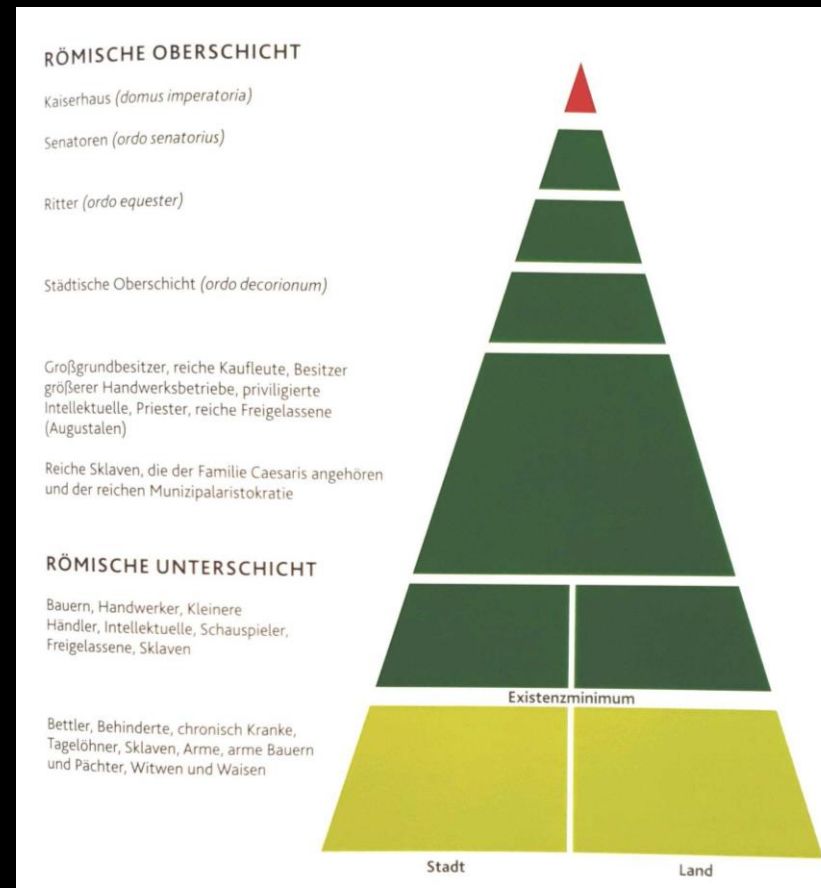 RÖMISCHE OBERSCHICHT
Kaiserhaus (domus imperatoria)
Senatoren (ordo senatorius)
Ritter (ordo equester)
Städtische Oberschicht (ordo decorionum)
Großgrundbesitzer, reiche Kaufleute, Besitzer
größerer Handwerksbetriebe, priviligierte
Intellektuelle, Priester, reiche Freigelassene
(Augustalen)
Reiche Sklaven, die der Familie Caesaris angehören
und der reichen Munizipalaristokratie
RÖMISCHE UNTERSCHICHT
Bauern, Handwerker, Kleinere
Händler, Intellektuelle, Schauspieler,
Freigelassene, Sklaven
Existenzminimum
Bettler, Behinderte, chronisch Kranke,
Tagelöhner, Sklaven, Arme, arme Bauern
und Pächter, Witwen und Waisen
Stadt
Land